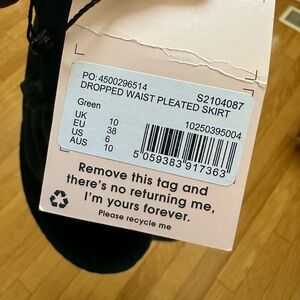 PO: 4500296514
S2104087
DROPPED WAIST PLEATED SKIRT
Green
10250395004
UK 10
EU 38
US 6
AUS 10
5 059383 917363
Remove this tag and
there's no returning me,
I'm yours forever.
Please recycle me